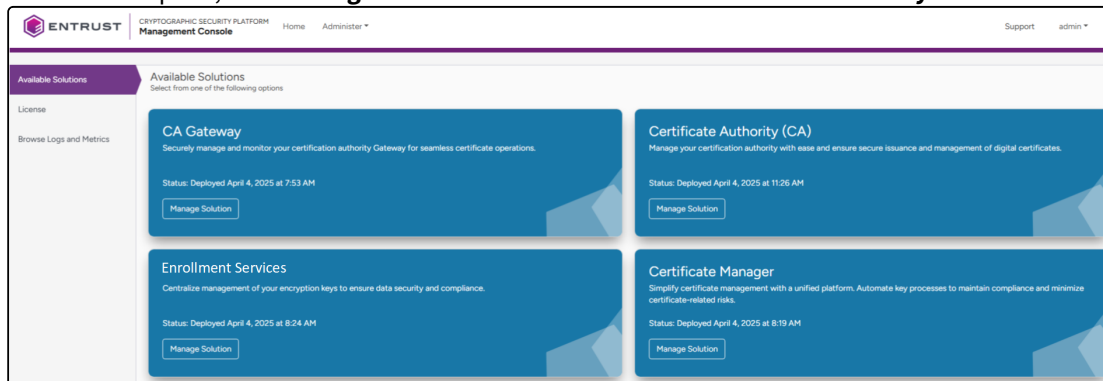 ENTRUST
CRYPTOGRAPHIC SECURITY PLATFORM
Management Console
Home
Administer
Support
admin
Available Solutions
License
Browse Logs and Metrics
Available Solutions
Select from one of the following options
CA Gateway
Securely manage and monitor your certification authority Gateway for seamless certificate operations.
Status: Deployed April 4, 2025 at 7:53 AM
Manage Solution
Certificate Authority (CA)
Manage your certification authority with ease and ensure secure issuance and management of digital certificates.
Status: Deployed April 4, 2025 at 11:26 AM
Manage Solution
Enrollment Services
Centralize management of your encryption keys to ensure data security and compliance.
Status: Deployed April 4, 2025 at 8:24 AM
Manage Solution
Certificate Manager
Simplify certificate management with a unified platform. Automate key processes to maintain compliance and minimize
certificate-related risks.
Status: Deployed April 4, 2025 at 8:19 AM
Manage Solution